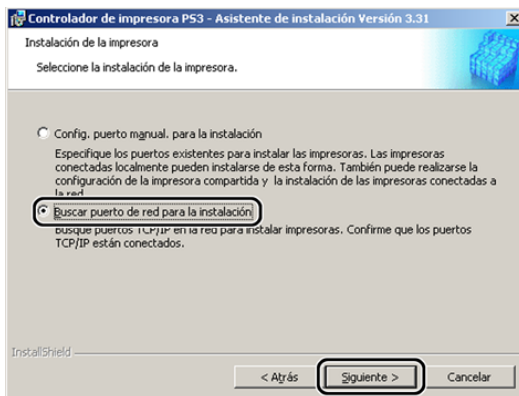 Controlador de impresora PS3 - Asistente de instalación Versión 3.31
Instalación de la impresora
Seleccione la instalación de la impresora.
Config. puerto manual. para la instalación
Especifique los puertos existentes para instalar las impresoras. Las impresoras
conectadas localmente pueden instalarse de esta forma. También puede realizarse la
configuración de la impresora compartida y la instalación de las impresoras conectadas a
la red.
Buscar puerto de red para la instalación
Busque puertos TCP/IP en la red para instalar impresoras. Confirme que los puertos
TCP/IP están conectados.
InstallShield
< Atrás
Siguiente >
Cancelar